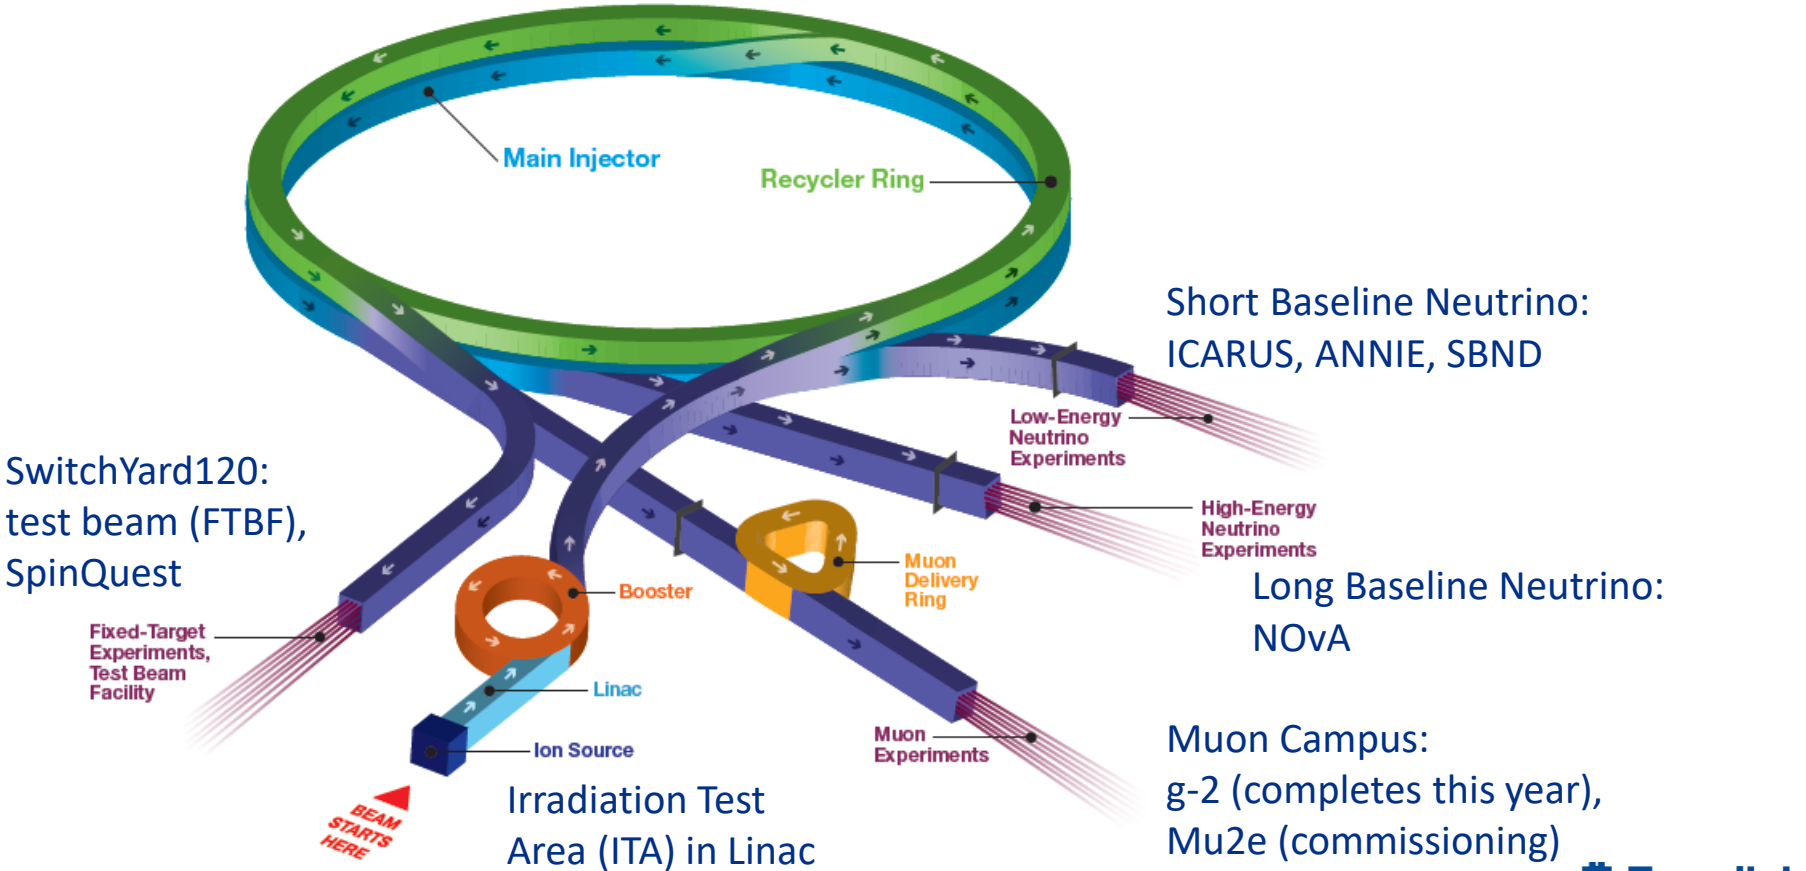 Main Injector
Recycler Ring
Short Baseline Neutrino:
ICARUS, ANNIE, SBND
Low-Energy
Neutrino
Experiments
SwitchYard120:
test beam (FTBF),
SpinQuest
High-Energy
Neutrino
Experiments
Muon
Delivery
Ring
Booster
Long Baseline Neutrino:
NOvA
Fixed-Target
Experiments,
Test Beam
Facility
Linac
Ion Source
Muon
Experiments
Muon Campus:
g-2 (completes this year),
Mu2e (commissioning)
BEAM
STARTS
HERE
Irradiation Test
Area (ITA) in Linac